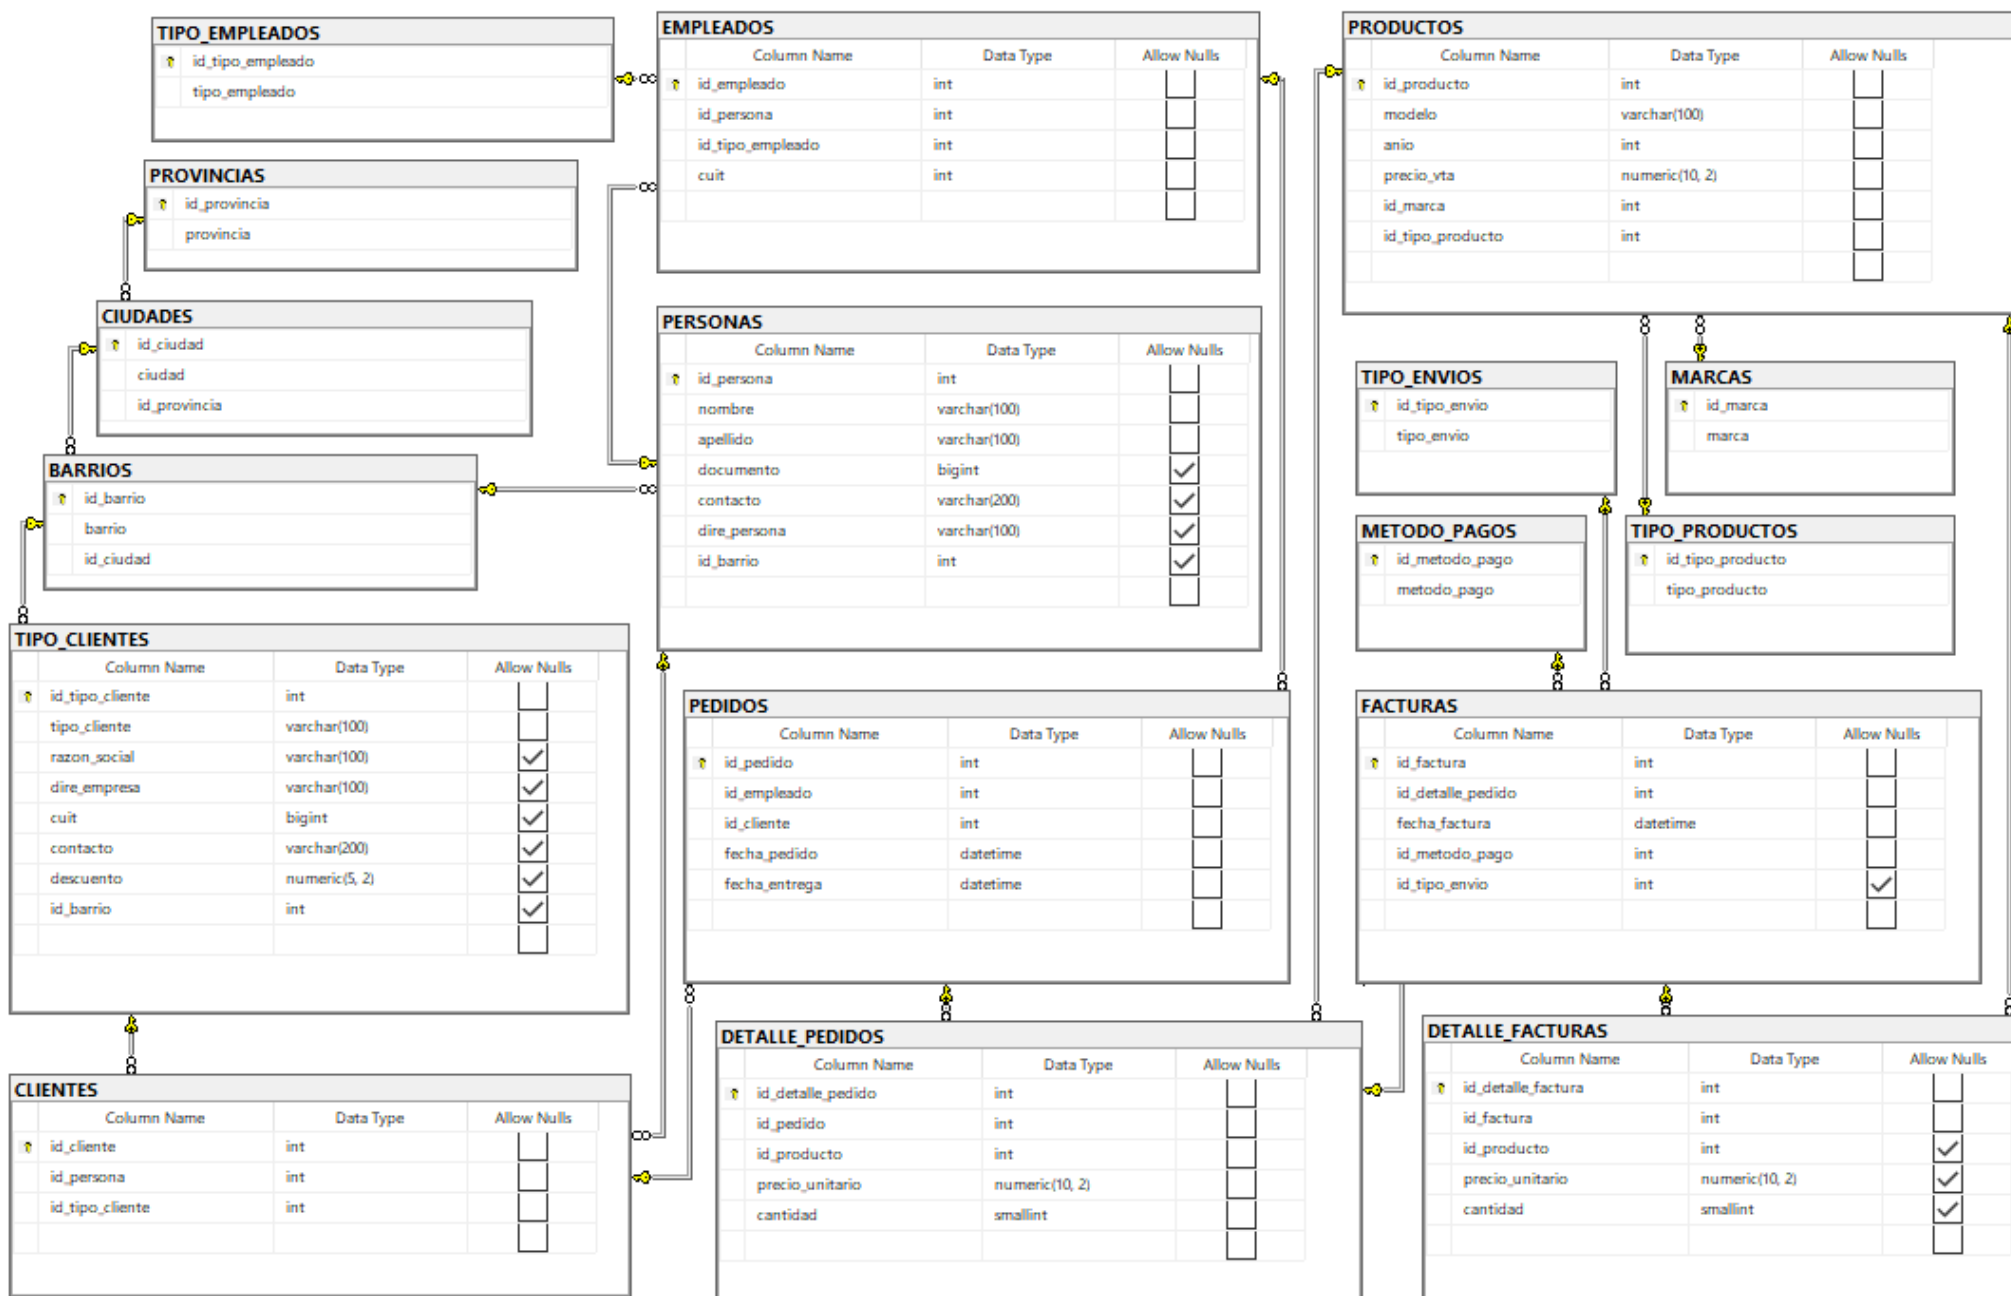 TIPO_EMPLEADOS
id_tipo_empleado
tipo_empleado
PROVINCIAS
id_provincia
provincia
CIUDADES
id_ciudad
ciudad
id_provincia
BARRIOS
id_barrio
barrio
id_ciudad
TIPO_CLIENTES
Column Name Data Type Allow Nulls
id_tipo_cliente int
tipo_cliente varchar(100)
razon_social varchar(100)
dire_empresa varchar(100)
cuit bigint
contacto varchar(200)
descuento numeric(5, 2)
id_barrio int
CLIENTES
Column Name Data Type Allow Nulls
id_cliente int
id_persona int
id_tipo_cliente int
EMPLEADOS
Column Name Data Type Allow Nulls
id_empleado int
id_persona int
id_tipo_empleado int
cuit int
PERSONAS
Column Name Data Type Allow Nulls
id_persona int
nombre varchar(100)
apellido varchar(100)
documento bigint
contacto varchar(200)
dire_persona varchar(100)
id_barrio int
PEDIDOS
Column Name Data Type Allow Nulls
id_pedido int
id_empleado int
id_cliente int
fecha_pedido datetime
fecha_entrega datetime
DETALLE_PEDIDOS
Column Name Data Type Allow Nulls
id_detalle_pedido int
id_pedido int
id_producto int
precio_unitario numeric(10, 2)
cantidad smallint
PRODUCTOS
Column Name Data Type Allow Nulls
id_producto int
modelo varchar(100)
anio int
precio_vta numeric(10, 2)
id_marca int
id_tipo_producto int
TIPO_ENVIOS
id_tipo_envio
tipo_envio
MARCAS
id_marca
marca
METODO_PAGOS
id_metodo_pago
metodo_pago
TIPO_PRODUCTOS
id_tipo_producto
tipo_producto
FACTURAS
Column Name Data Type Allow Nulls
id_factura int
id_detalle_pedido int
fecha_factura datetime
id_metodo_pago int
id_tipo_envio int
DETALLE_FACTURAS
Column Name Data Type Allow Nulls
id_detalle_factura int
id_factura int
id_producto int
precio_unitario numeric(10, 2)
cantidad smallint